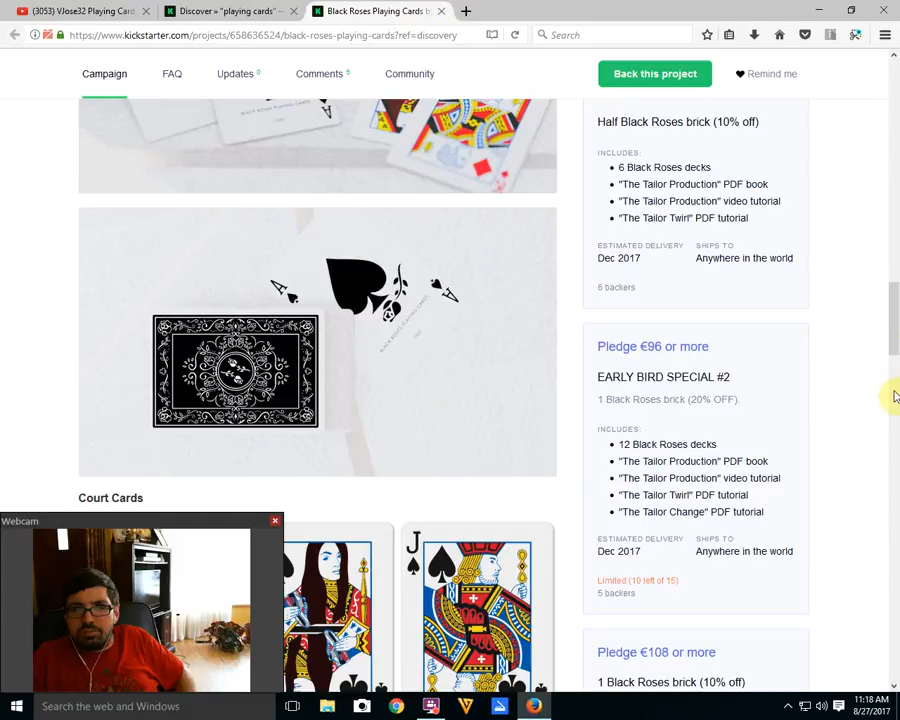 (3053) VJose32 Playing Card
Discover » "playing cards" —
Black Roses Playing Cards b
https://www.kickstarter.com/projects/658636524/black-roses-playing-cards?ref=discovery
Search
Campaign
FAQ
Updates 0
Comments 5
Community
Back this project
Remind me
Half Black Roses brick (10% off)
INCLUDES:
6 Black Roses decks
"The Tailor Production" PDF book
"The Tailor Production" video tutorial
"The Tailor Twirl" PDF tutorial
ESTIMATED DELIVERY
SHIPS TO
Dec 2017
Anywhere in the world
6 backers
A
A
BLACK ROSES PLAYING CARDS
Pledge €96 or more
EARLY BIRD SPECIAL #2
1 Black Roses brick (20% OFF).
INCLUDES:
12 Black Roses decks
"The Tailor Production" PDF book
"The Tailor Production" video tutorial
"The Tailor Twirl" PDF tutorial
"The Tailor Change" PDF tutorial
ESTIMATED DELIVERY
SHIPS TO
Dec 2017
Anywhere in the world
Limited (10 left of 15)
5 backers
Court Cards
Webcam
J
Pledge €108 or more
1 Black Roses brick (10% off)
Search the web and Windows
11:18 AM
8/27/2017